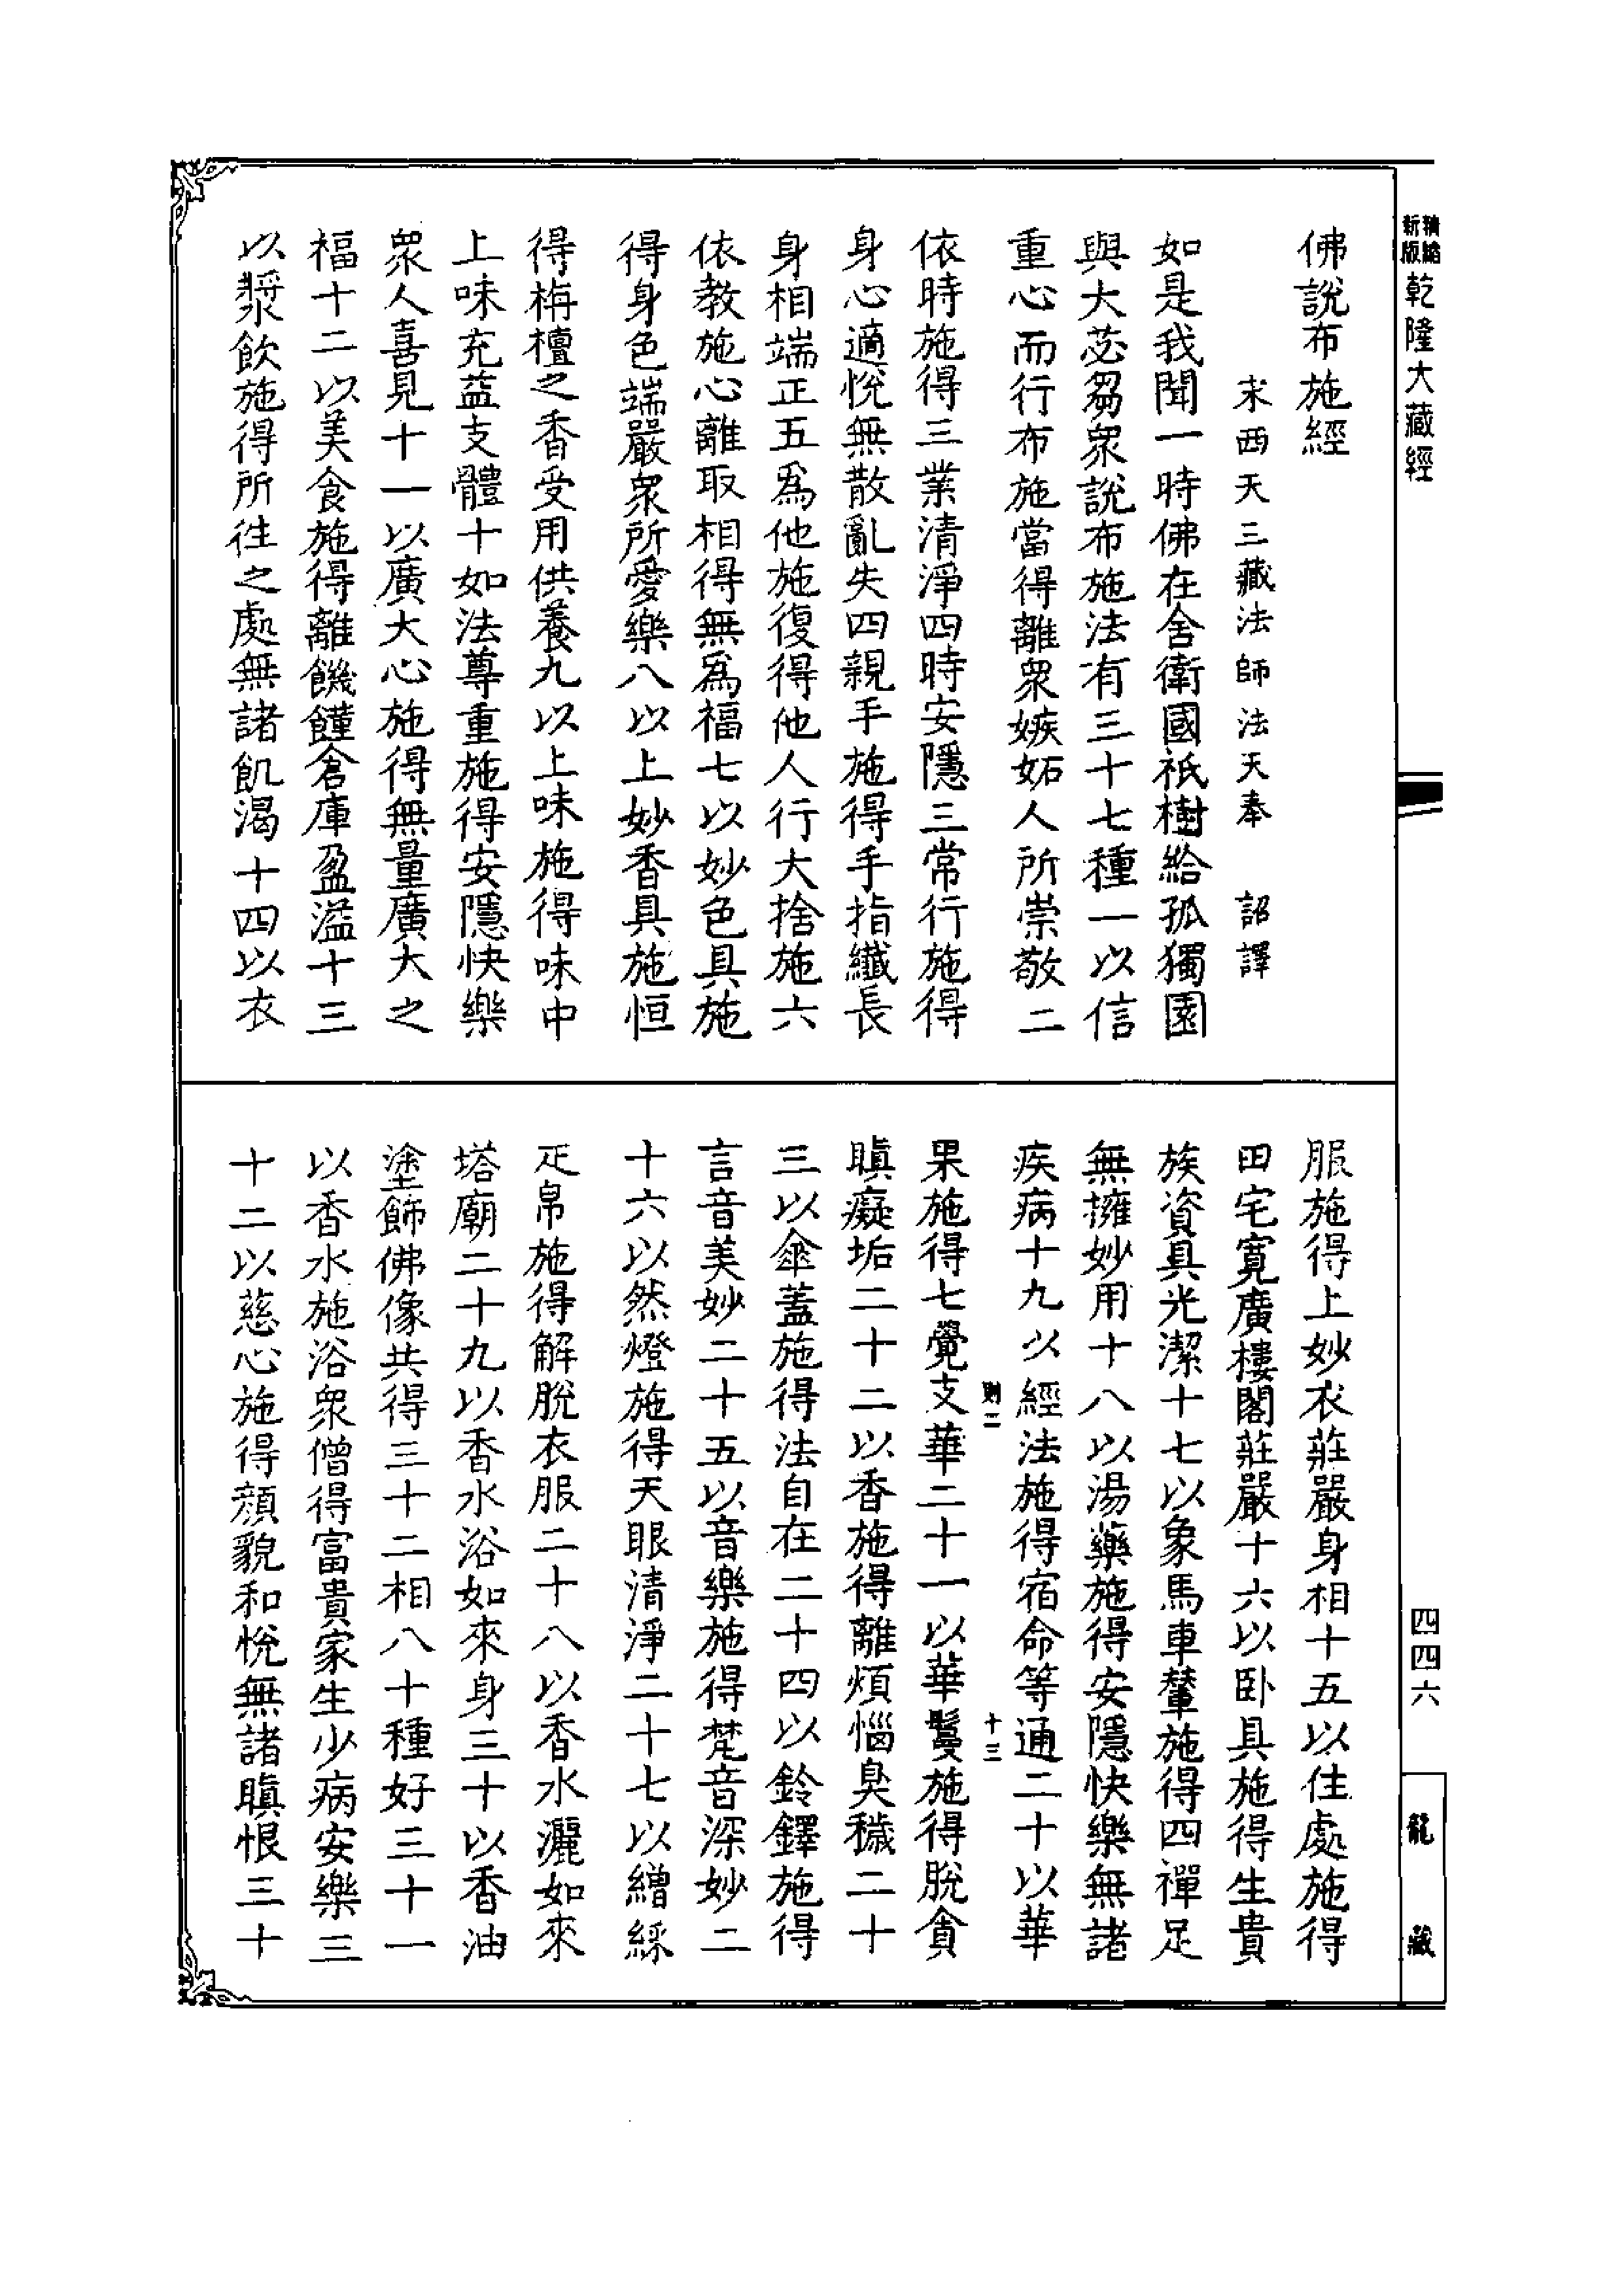 精縮
新版
乾隆大藏經
佛說布施經
宋西天三藏法師法天奉 詔譯
如是我聞一時佛在舍衛國祇樹給孤獨園
與大苾芻眾說布施法有三十七種一以信
重心而行布施當得離眾嫉妬人所崇敬二
依時施得三業清淨四時安隱三常行施得
身心適悅無散亂失四親手施得手指纖長
身相端正五為他施復得他人行大捨施六
依教施心離取相得無為福七以妙色具施
得身色端嚴眾所愛樂八以上妙香具施恒
得栴檀之香受用供養九以上味施得味中
上味充益支體十如法尊重施得安隱快樂
眾人喜見十一以廣大心施得無量廣大之
福十二以美食施得離饑饉倉庫盈溢十三
以漿飲施得所往之處無諸飢渴十四以衣
服施得上妙衣莊嚴身相十五以住處施得
田宅寬廣樓閣莊嚴十六以卧具施得生貴
族資具光潔十七以象馬車輦施得四禪足
無擁妙用十八以湯藥施得安隱快樂無諸
疾病十九以經法施得宿命等通二十以華
則二 十三
果施得七覺支華二十一以華鬘施得脫貪
瞋癡垢二十二以香施得離煩惱臭穢二十
三以傘蓋施得法自在二十四以鈴鐸施得
言音美妙二十五以音樂施得梵音深妙二
十六以然燈施得天眼清淨二十七以繒綵
疋帛施得解脫衣服二十八以香水灑如來
塔廟二十九以香水浴如來身三十以香油
塗飾佛像共得三十二相八十種好三十一
以香水施浴眾僧得富貴家生少病安樂三
十二以慈心施得顏貌和悅無諸瞋恨三十
四四六
龍藏